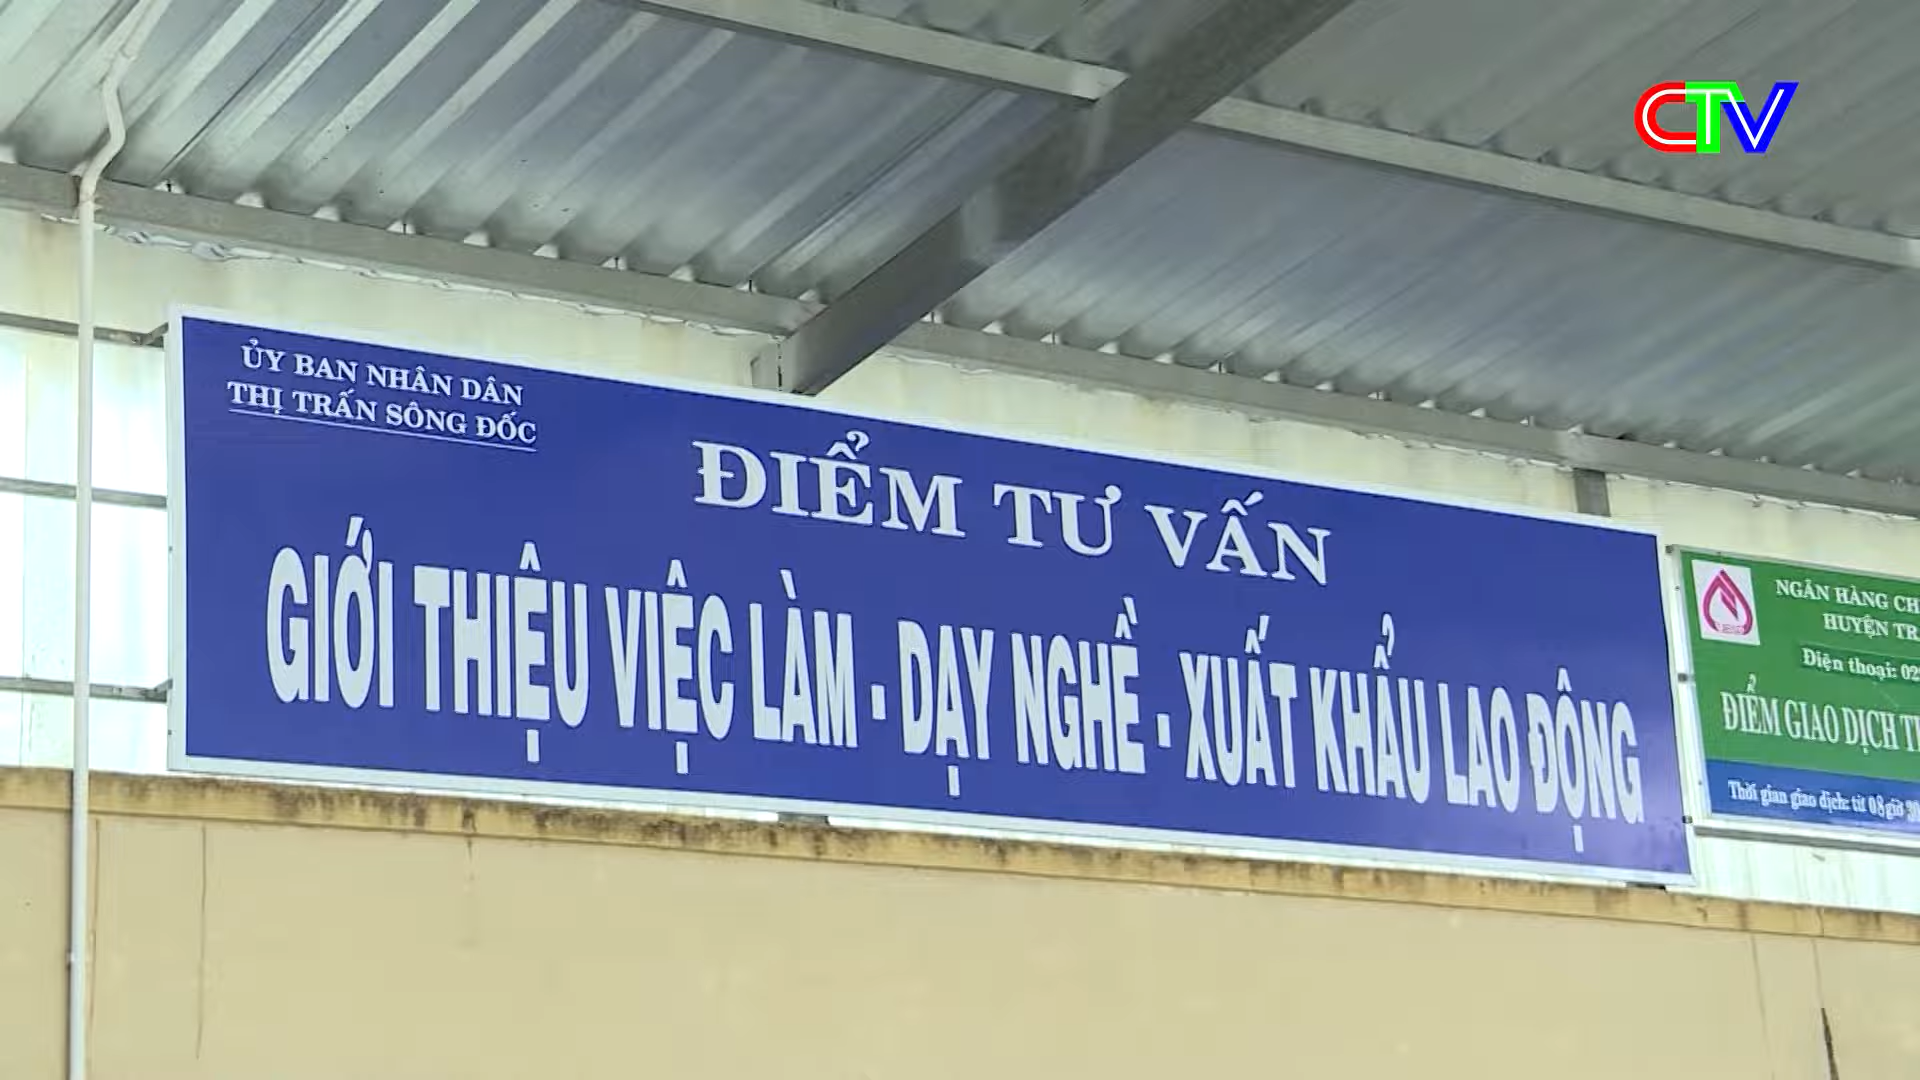 CTV
ỦY BAN NHÂN DÂN
THỊ TRẤN SÔNG ĐỐC
ĐIỂM TƯ VẤN
GIỚI THIỆU VIỆC LÀM - DẠY NGHỀ - XUẤT KHẨU LAO ĐỘNG
NGÂN HÀNG CH
HUYỆN TR
Điện thoại: 02
ĐIỂM GIAO DỊCH
Thời gian giao dịch: từ 08 giờ